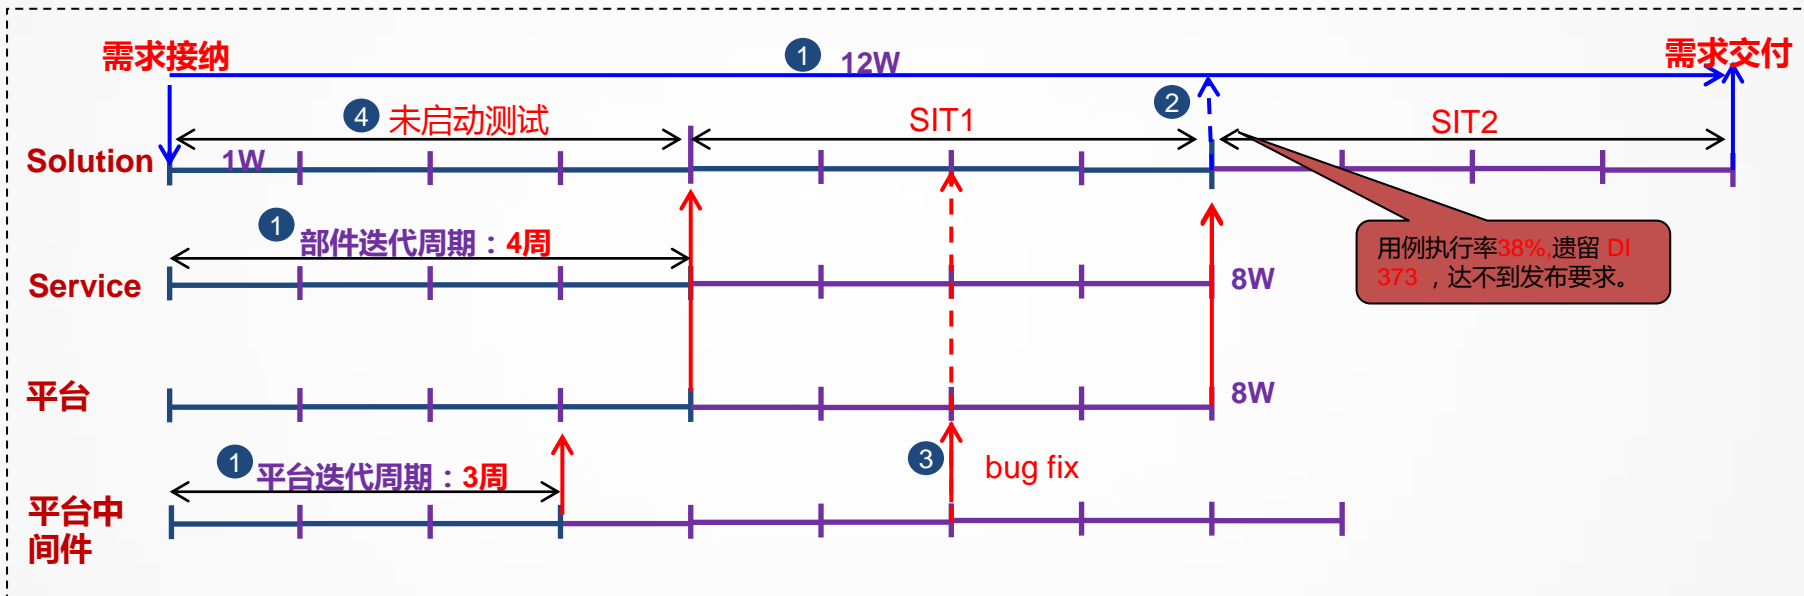 需求接纳
1 12W
需求交付
4 未启动测试
SIT1
2
SIT2
Solution
1W
1 部件迭代周期：4周
用例执行率38%,遗留 DI
373 ，达不到发布要求。
Service
8W
平台
8W
1 平台迭代周期：3周
3 bug fix
平台中
间件